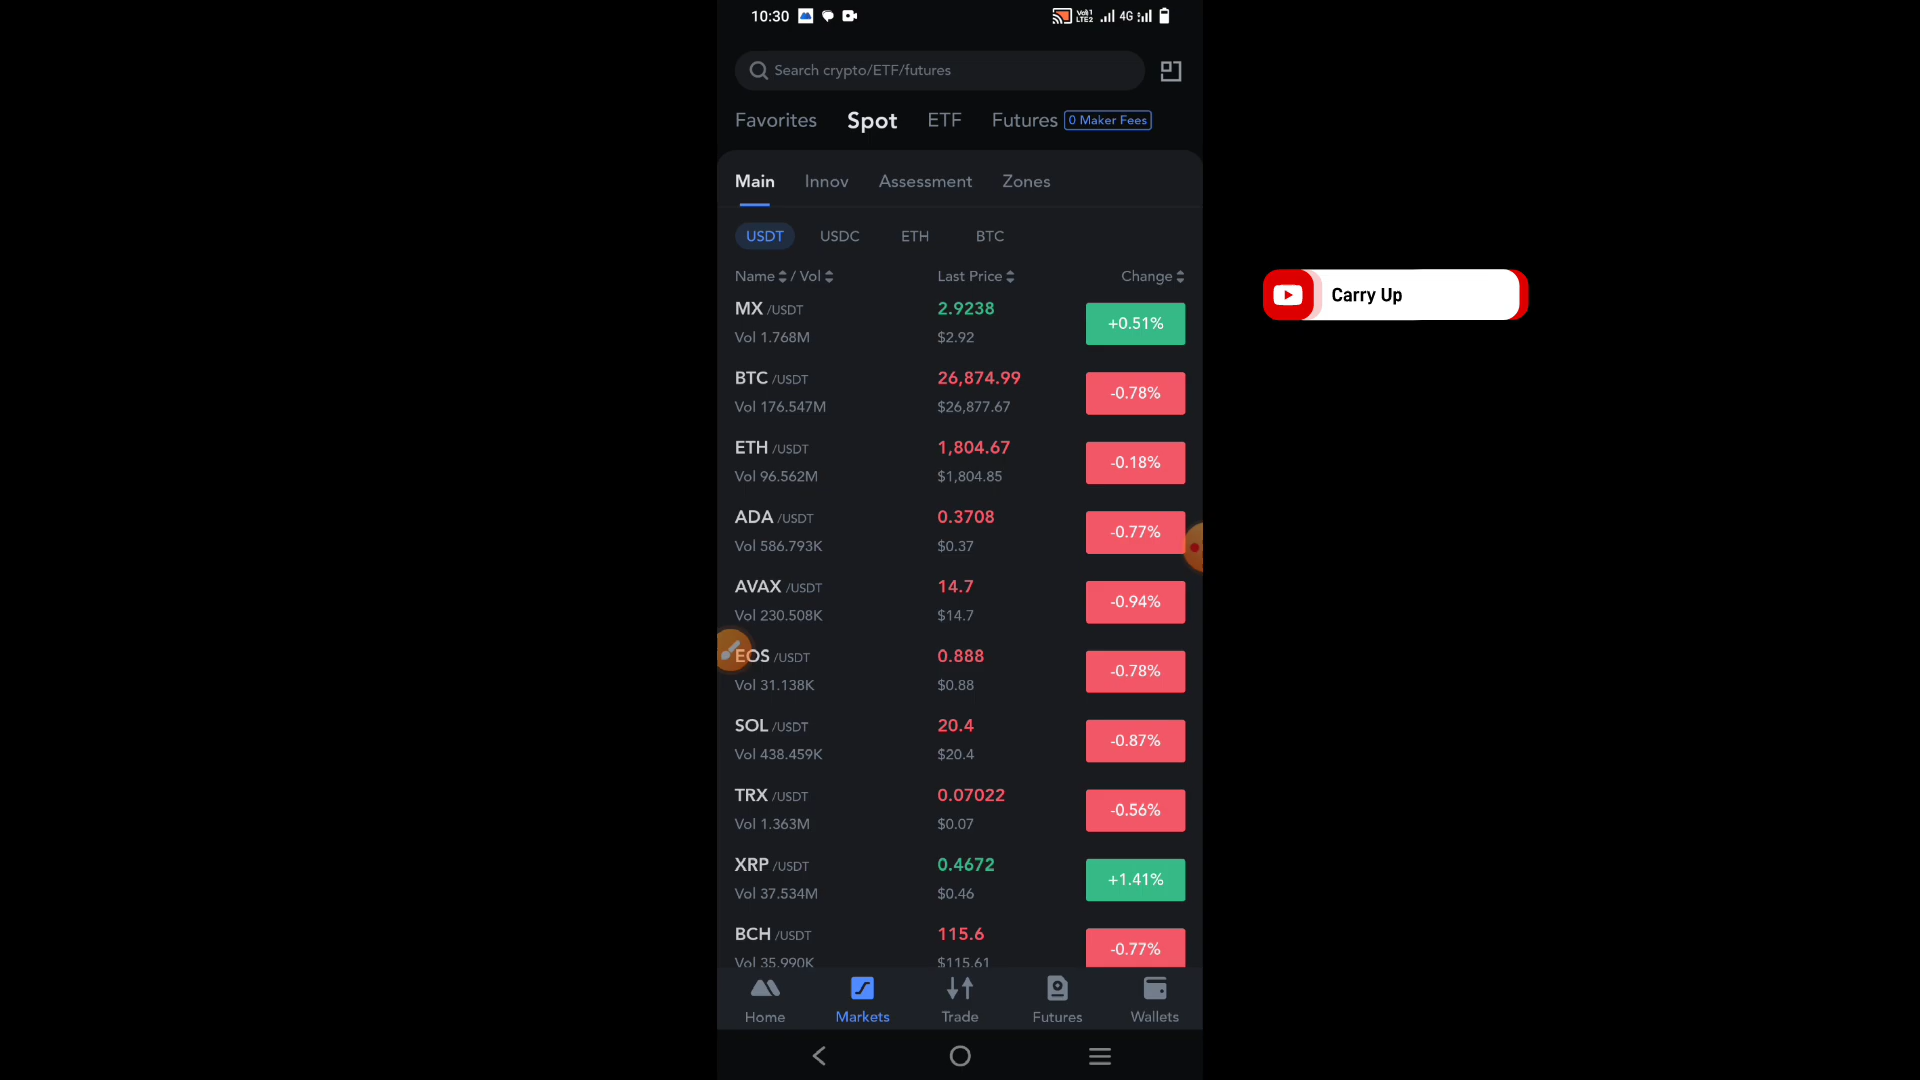 10:30 Vo)) 1 LTE2 4G
Search crypto/ETF/futures
Favorites Spot ETF Futures 0 Maker Fees
Main Innov Assessment Zones
USDT USDC ETH BTC
Name / Vol Last Price Change
MX /USDT 2.9238 +0.51%
Vol 1.768M $2.92
BTC /USDT 26,874.99 -0.78%
Vol 176.547M $26,877.67
ETH /USDT 1,804.67 -0.18%
Vol 96.562M $1,804.85
ADA /USDT 0.3708 -0.77%
Vol 586.793K $0.37
AVAX /USDT 14.7 -0.94%
Vol 230.508K $14.7
EOS /USDT 0.888 -0.78%
Vol 31.138K $0.88
SOL /USDT 20.4 -0.87%
Vol 438.459K $20.4
TRX /USDT 0.07022 -0.56%
Vol 1.363M $0.07
XRP /USDT 0.4672 +1.41%
Vol 37.534M $0.46
BCH /USDT 115.6 -0.77%
Vol 35.990K $115.61
Home Markets Trade Futures Wallets
Carry Up